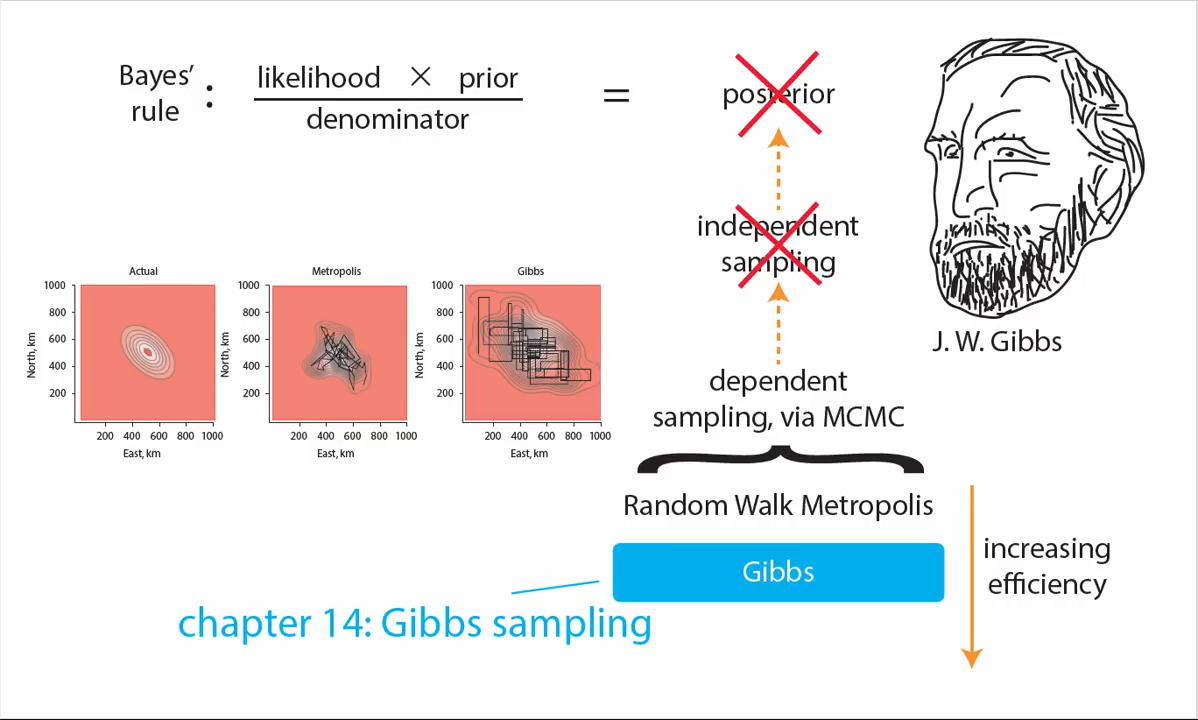 Bayes'
rule
:
likelihood × prior
denominator
=
posterior
independent
sampling
dependent
sampling, via MCMC
Random Walk Metropolis
Gibbs
increasing
efficiency
chapter 14: Gibbs sampling
J. W. Gibbs
Actual
1000
800
600
400
200
North, km
200 400 600 800 1000
East, km
Metropolis
1000
800
600
400
200
North, km
200 400 600 800 1000
East, km
Gibbs
1000
800
600
400
200
North, km
200 400 600 800 1000
East, km